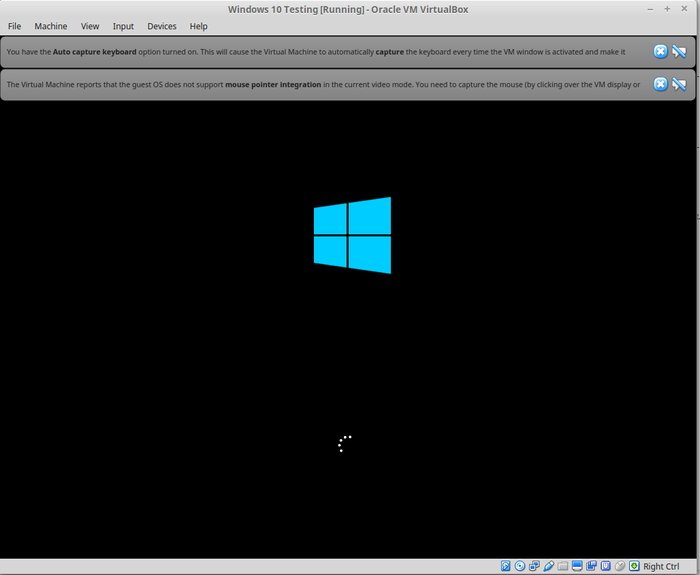 Windows 10 Testing [Running] - Oracle VM VirtualBox
File Machine View Input Devices Help
You have the Auto capture keyboard option turned on. This will cause the Virtual Machine to automatically capture the keyboard every time the VM window is activated and make it
The Virtual Machine reports that the guest OS does not support mouse pointer integration in the current video mode. You need to capture the mouse (by clicking over the VM display or
Right Ctrl